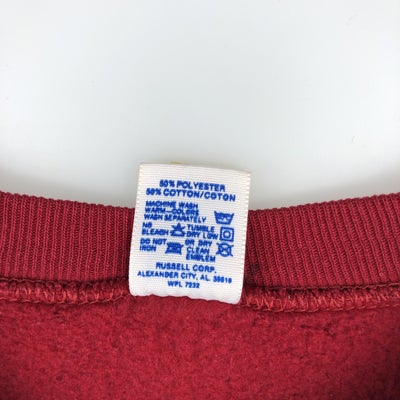 50% POLYESTER
50% COTTON/COTON
MACHINE WASH
WARM-COLORS
WASH SEPARATELY
NO TUMBLE
BLEACH DRY LOW
DO NOT OR DRY
IRON CLEAN
EMBLEM
RUSSELL CORP.
ALEXANDER CITY, AL 35010
WPL 7232